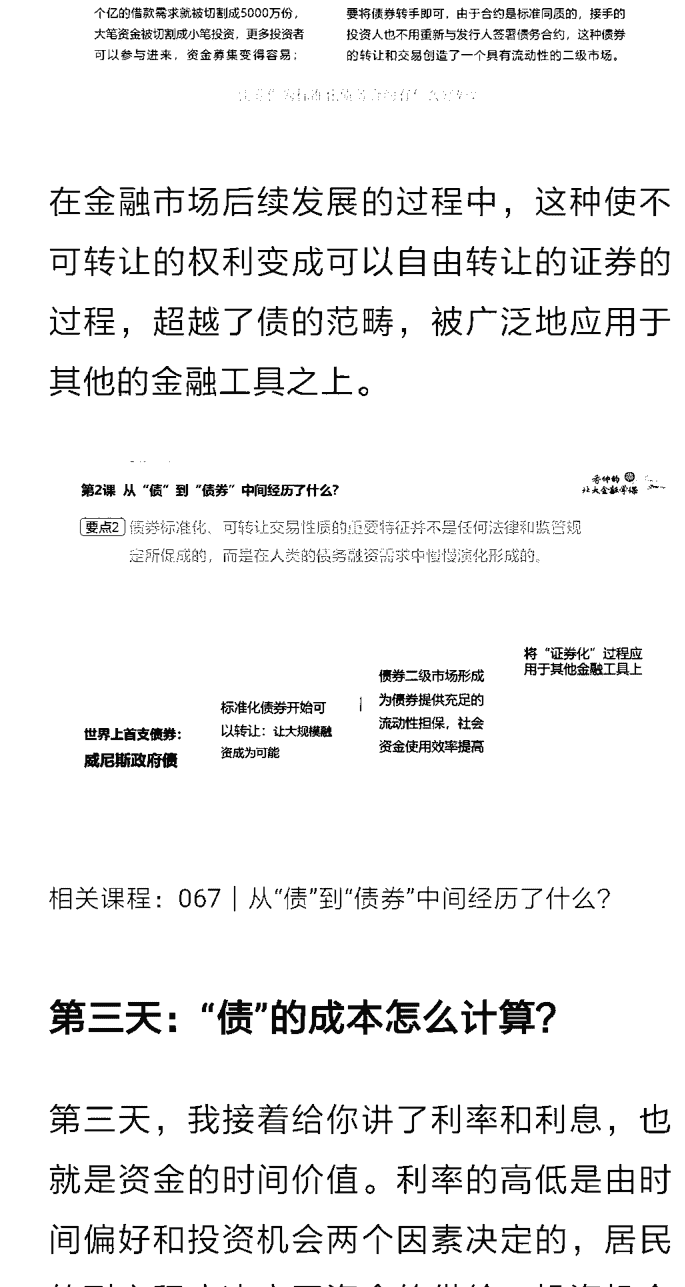 个亿的借款需求就被切割成5000万份，
大笔资金被切割成小笔投资，更多投资者
可以参与进来，资金募集变得容易；
要将债券转手即可，由于合约是标准同质的，接手的
投资人也不用重新与发行人签署债务合约，这种债券
的转让和交易创造了一个具有流动性的二级市场。
在金融市场后续发展的过程中，这种使不
可转让的权利变成可以自由转让的证券的
过程，超越了债的范畴，被广泛地应用于
其他的金融工具之上。
第2课 从“债”到“债券”中间经历了什么?
香帅的
北大金融学课
要点2 债券标准化、可转让交易性质的重要特征并不是任何法律和监管规
定所促成的，而是在人类的债务融资需求中慢慢演化形成的。
将“证券化”过程应
用于其他金融工具上
债券二级市场形成
为债券提供充足的
流动性担保，社会
资金使用效率提高
标准化债券开始可
以转让：让大规模融
资成为可能
世界上首支债券：
威尼斯政府债
相关课程：067｜从“债”到“债券”中间经历了什么？
第三天：“债”的成本怎么计算？
第三天，我接着给你讲了利率和利息，也
就是资金的时间价值。利率的高低是由时
间偏好和投资机会两个因素决定的，居民